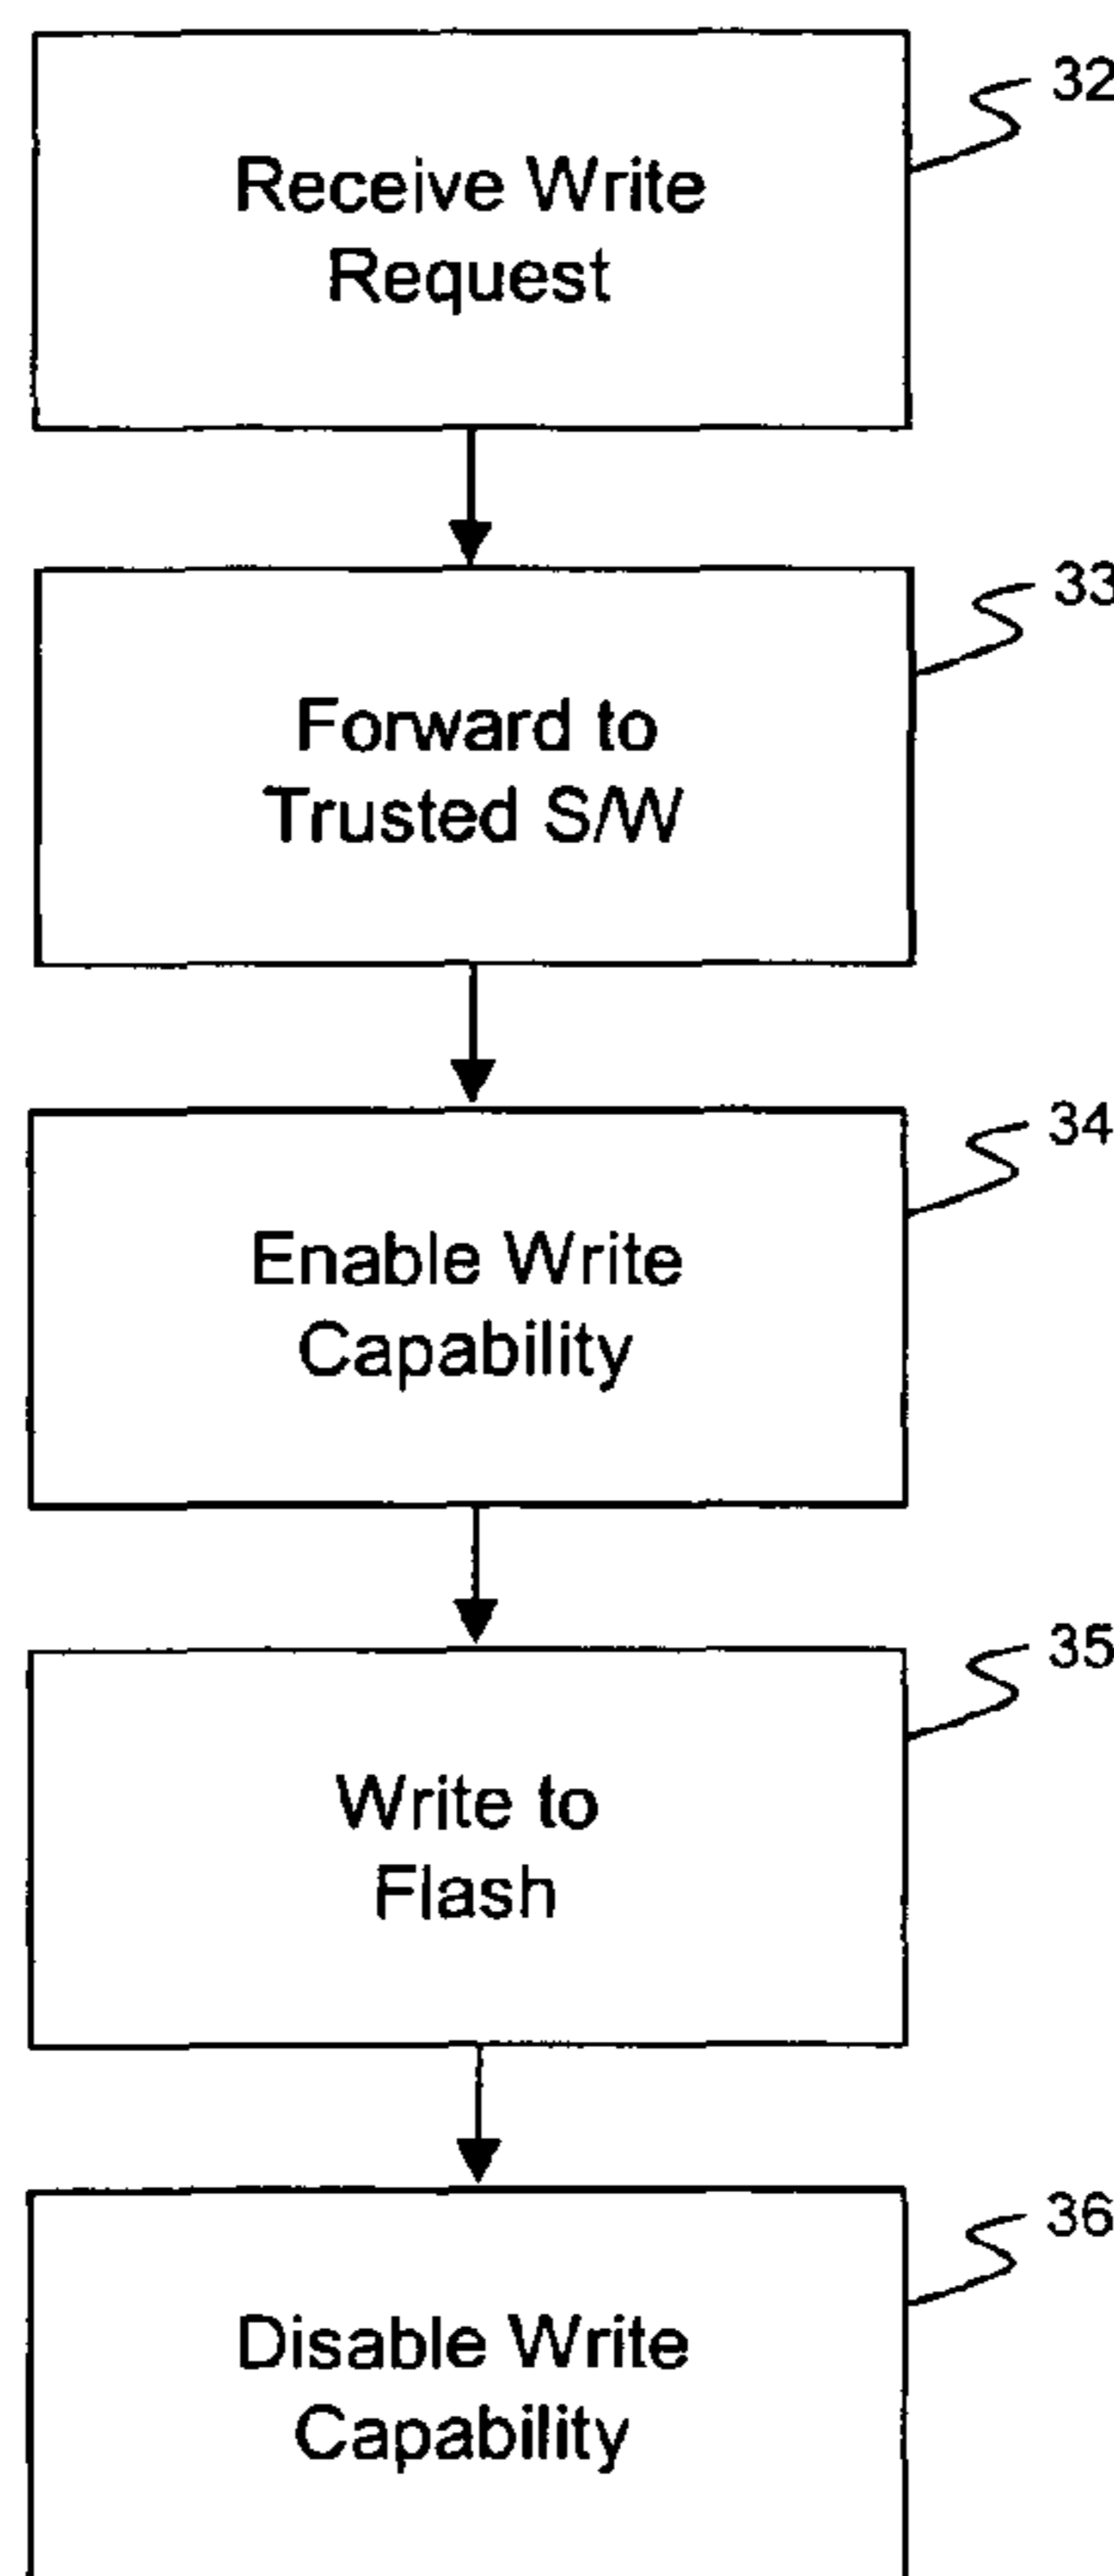 32
Receive Write
Request
33
Forward to
Trusted S/W
34
Enable Write
Capability
35
Write to
Flash
36
Disable Write
Capability